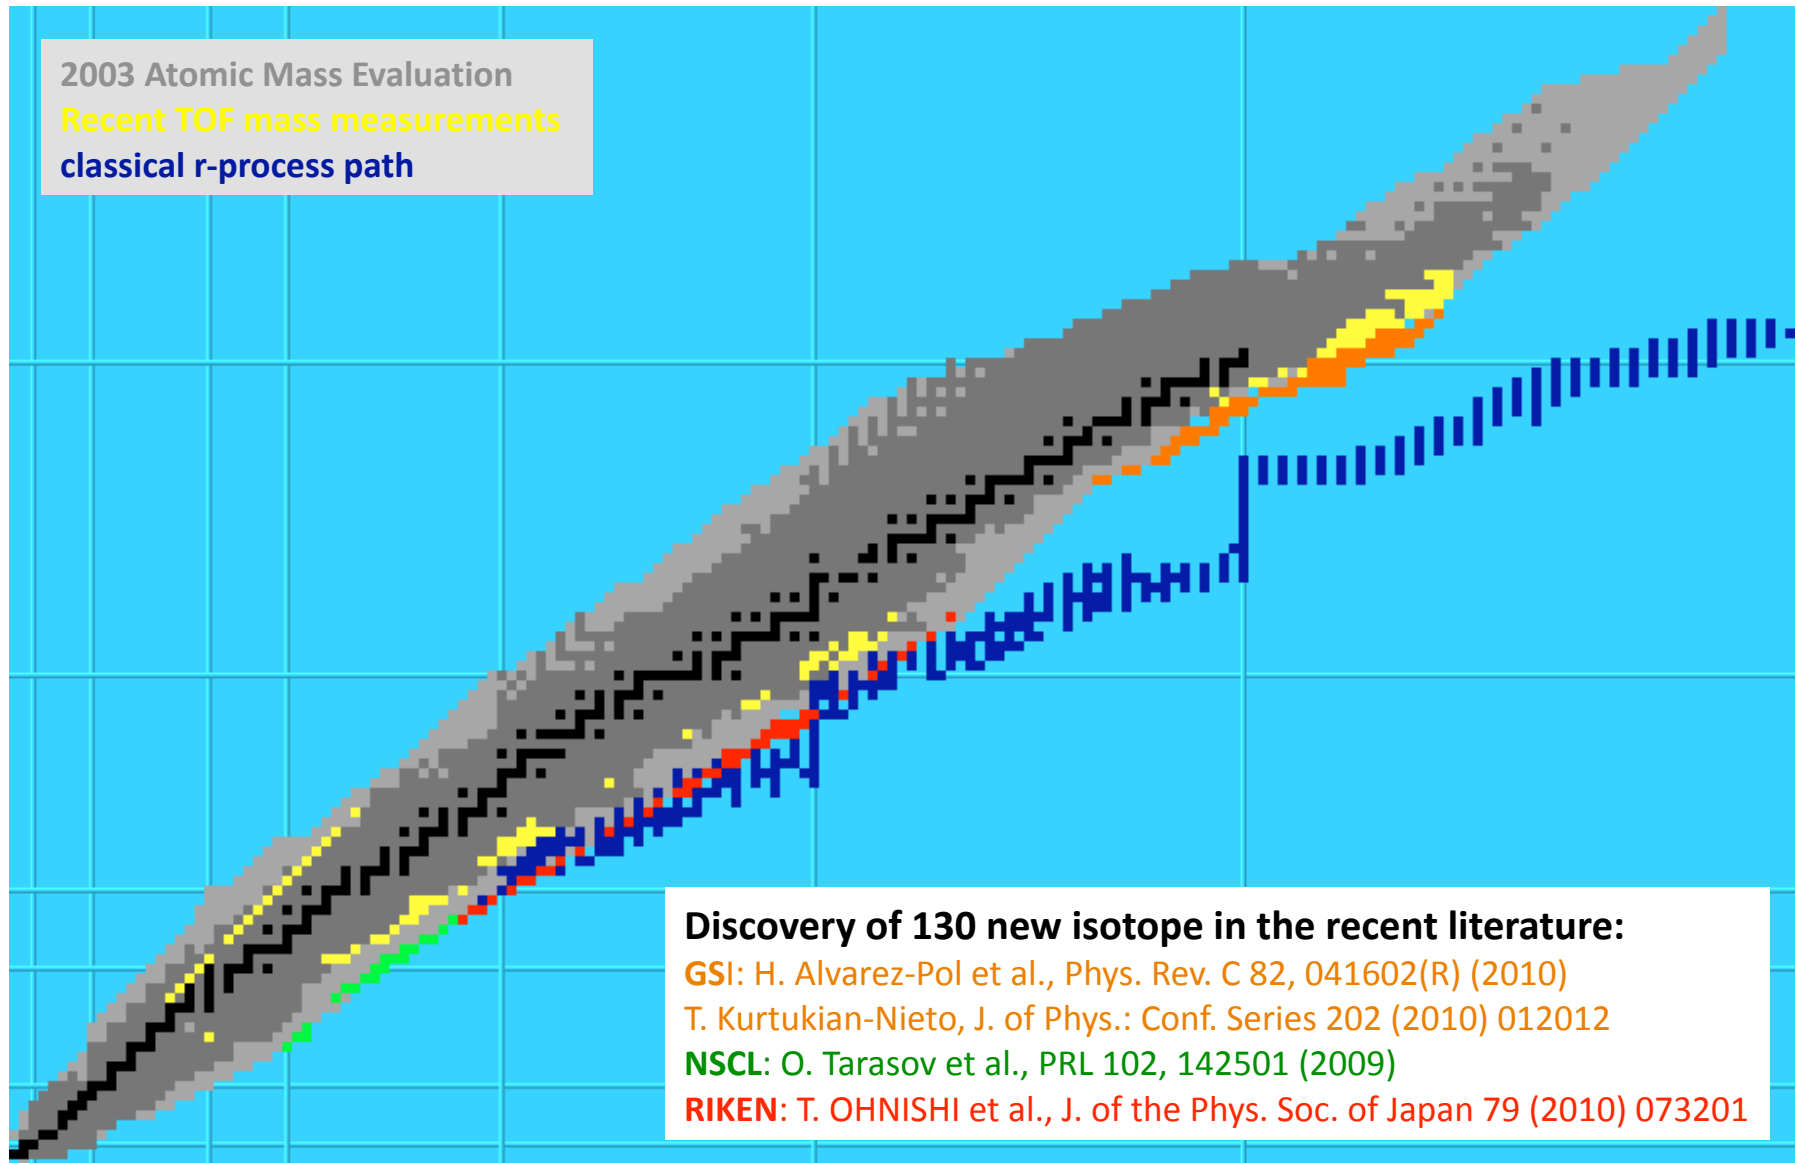 2003 Atomic Mass Evaluation
Recent TOF mass measurements
classical r-process path
Discovery of 130 new isotope in the recent literature:
GSI: H. Alvarez-Pol et al., Phys. Rev. C 82, 041602(R) (2010)
T. Kurtukian-Nieto, J. of Phys.: Conf. Series 202 (2010) 012012
NSCL: O. Tarasov et al., PRL 102, 142501 (2009)
RIKEN: T. OHNISHI et al., J. of the Phys. Soc. of Japan 79 (2010) 073201